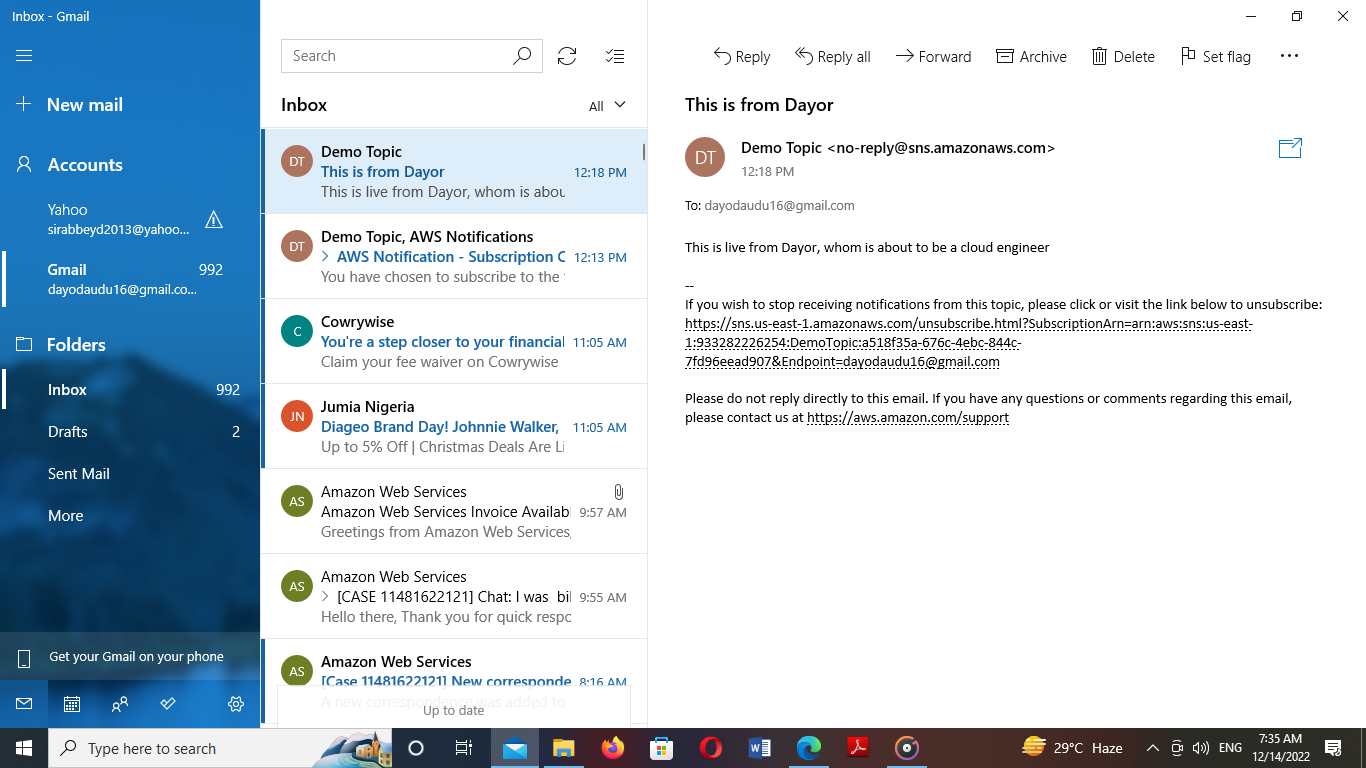 Inbox - Gmail
New mail
Accounts
Yahoo
sirabbeyd2013@yahoo...
Gmail 992
dayodaudu16@gmail.co...
Folders
Inbox 992
Drafts 2
Sent Mail
More
Get your Gmail on your phone
Search
Inbox All
DT Demo Topic
This is from Dayor 12:18 PM
This is live from Dayor, whom is abou
DT Demo Topic, AWS Notifications
AWS Notification - Subscription C 12:13 PM
You have chosen to subscribe to the
C Cowrywise
You're a step closer to your financial 11:05 AM
Claim your fee waiver on Cowrywise
JN Jumia Nigeria
Diageo Brand Day! Johnnie Walker, 11:05 AM
Up to 5% Off | Christmas Deals Are Li
AS Amazon Web Services
Amazon Web Services Invoice Availabl 9:57 AM
Greetings from Amazon Web Services,
AS Amazon Web Services
[CASE 11481622121] Chat: I was bil 9:55 AM
Hello there, Thank you for quick respo
AS Amazon Web Services
[Case 11481622121] New corresponde 8:16 AM
A new correspondence was added to
Up to date
Reply Reply all Forward Archive Delete Set flag
This is from Dayor
DT Demo Topic <no-reply@sns.amazonaws.com>
12:18 PM
To: dayodaudu16@gmail.com
This is live from Dayor, whom is about to be a cloud engineer
--
If you wish to stop receiving notifications from this topic, please click or visit the link below to unsubscribe:
https://sns.us-east-1.amazonaws.com/unsubscribe.html?SubscriptionArn=arn:aws:sns:us-east-
1:933282226254:DemoTopic:a518f35a-676c-4ebc-844c-
7fd96eead907&Endpoint=dayodaudu16@gmail.com
Please do not reply directly to this email. If you have any questions or comments regarding this email,
please contact us at https://aws.amazon.com/support
Type here to search
29°C Haze
ENG
7:35 AM
12/14/2022